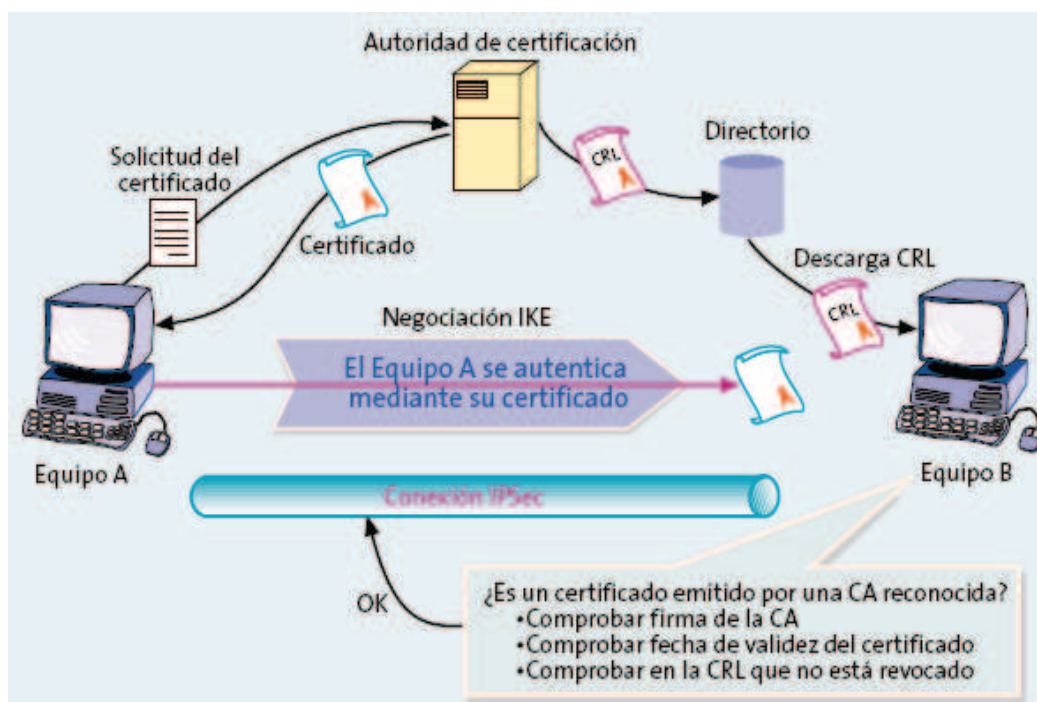 Autoridad de certificación
Solicitud del
certificado
Certificado
CRL
Directorio
Descarga CRL
CRL
Negociación IKE
El Equipo A se autentica
mediante su certificado
Equipo A
Equipo B
Conexión IPSec
OK
¿Es un certificado emitido por una CA reconocida?
•Comprobar firma de la CA
•Comprobar fecha de validez del certificado
•Comprobar en la CRL que no está revocado